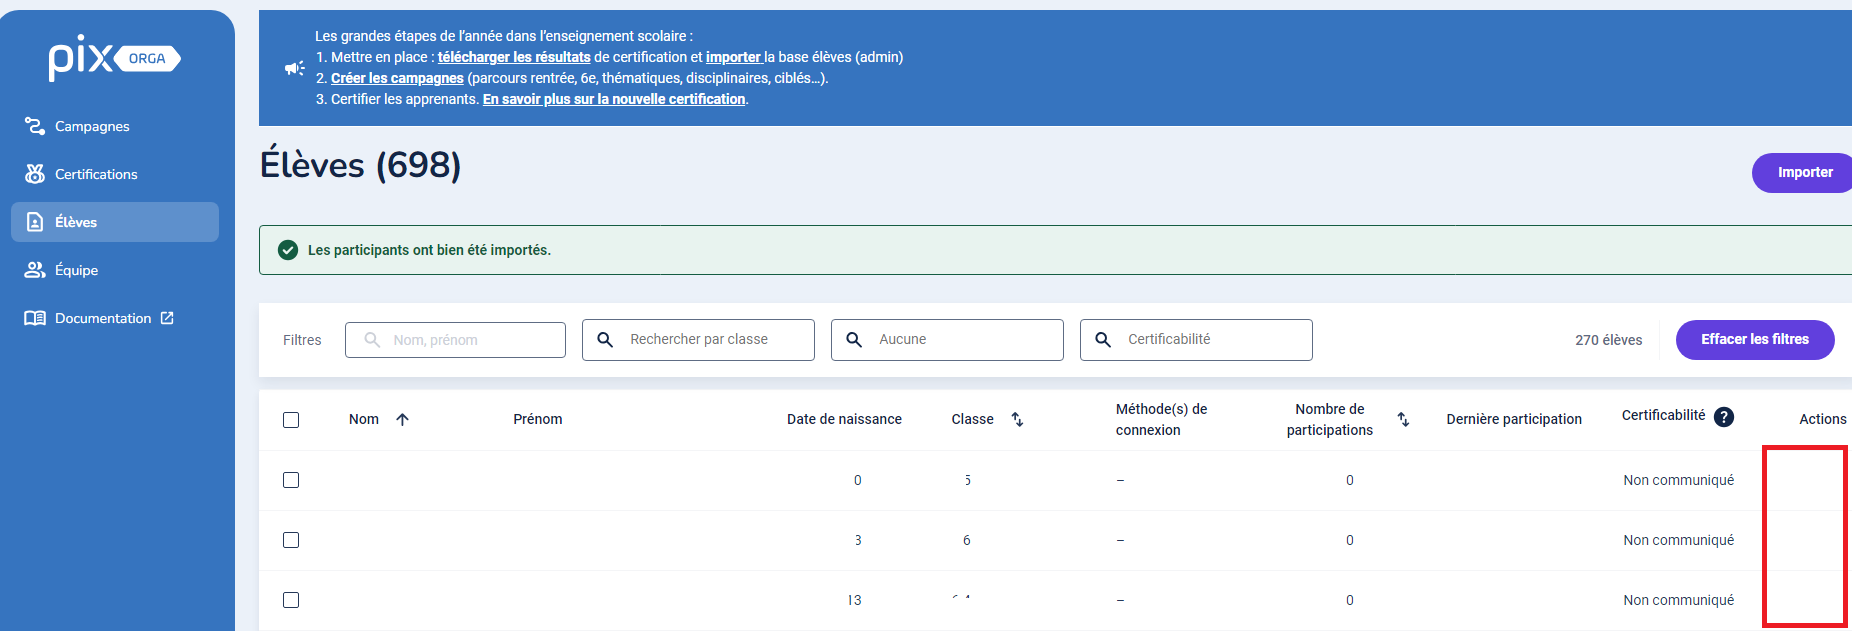 pix ORGA
Campagnes
Certifications
Élèves
Équipe
Documentation
Les grandes étapes de l'année dans l'enseignement scolaire :
1. Mettre en place : télécharger les résultats de certification et importer la base élèves (admin)
2. Créer les campagnes (parcours rentrée, 6e, thématiques, disciplinaires, ciblés...).
3. Certifier les apprenants. En savoir plus sur la nouvelle certification.
Élèves (698)
Importer
Les participants ont bien été importés.
Filtres Nom, prénom Rechercher par classe Aucune Certificabilité 270 élèves Effacer les filtres
Nom Prénom Date de naissance Classe Méthode(s) de connexion Nombre de participations Dernière participation Certificabilité ? Actions
0 5 – 0 Non communiqué
3 6 – 0 Non communiqué
13 – 0 Non communiqué